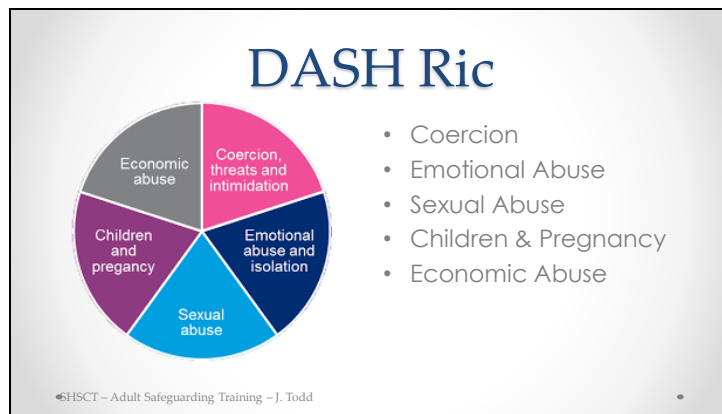 DASH Ric
Economic
abuse
Coercion,
threats and
intimidation
Children
and
pregancy
Emotional
abuse and
isolation
Sexual
abuse
• Coercion
• Emotional Abuse
• Sexual Abuse
• Children & Pregnancy
• Economic Abuse
SHSCT – Adult Safeguarding Training – J. Todd